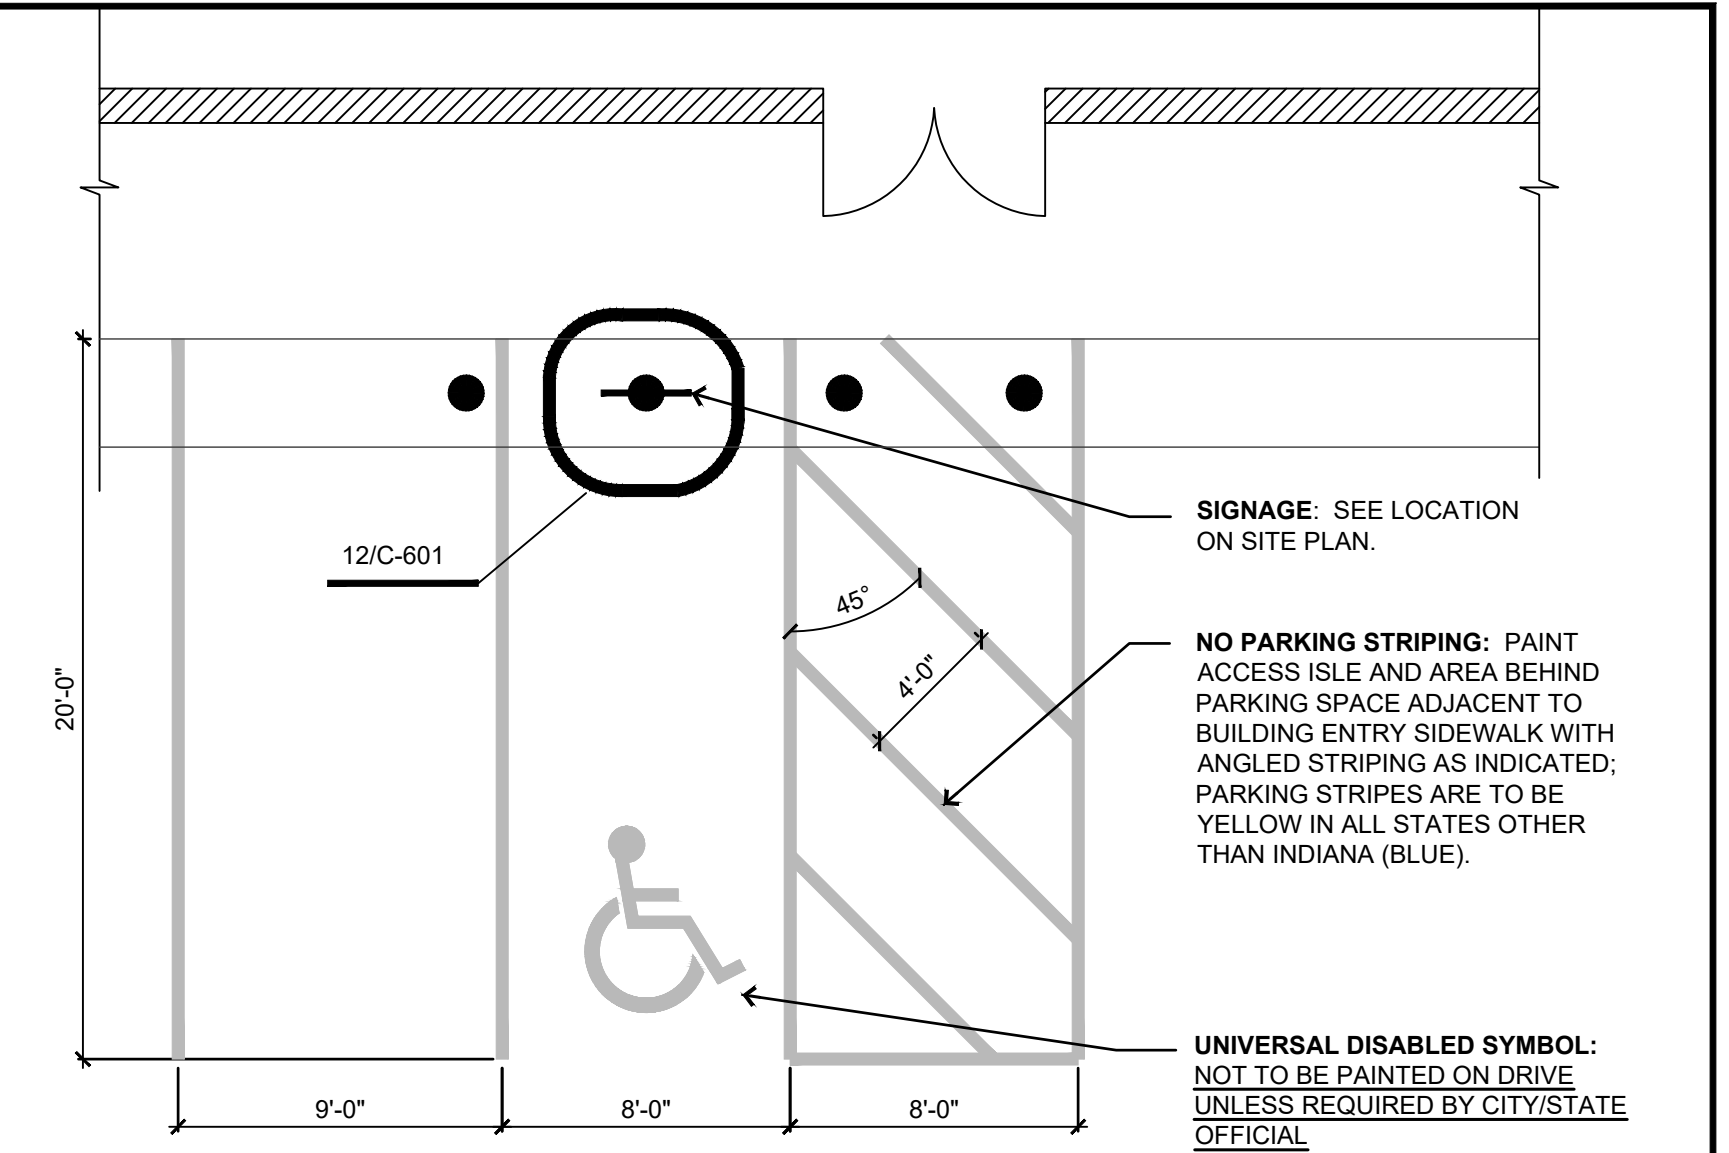 SIGNAGE: SEE LOCATION
ON SITE PLAN.
12/C-601
45°
4'-0"
20'-0"
NO PARKING STRIPING: PAINT
ACCESS ISLE AND AREA BEHIND
PARKING SPACE ADJACENT TO
BUILDING ENTRY SIDEWALK WITH
ANGLED STRIPING AS INDICATED;
PARKING STRIPES ARE TO BE
YELLOW IN ALL STATES OTHER
THAN INDIANA (BLUE).
UNIVERSAL DISABLED SYMBOL:
NOT TO BE PAINTED ON DRIVE
UNLESS REQUIRED BY CITY/STATE
OFFICIAL
9'-0"
8'-0"
8'-0"